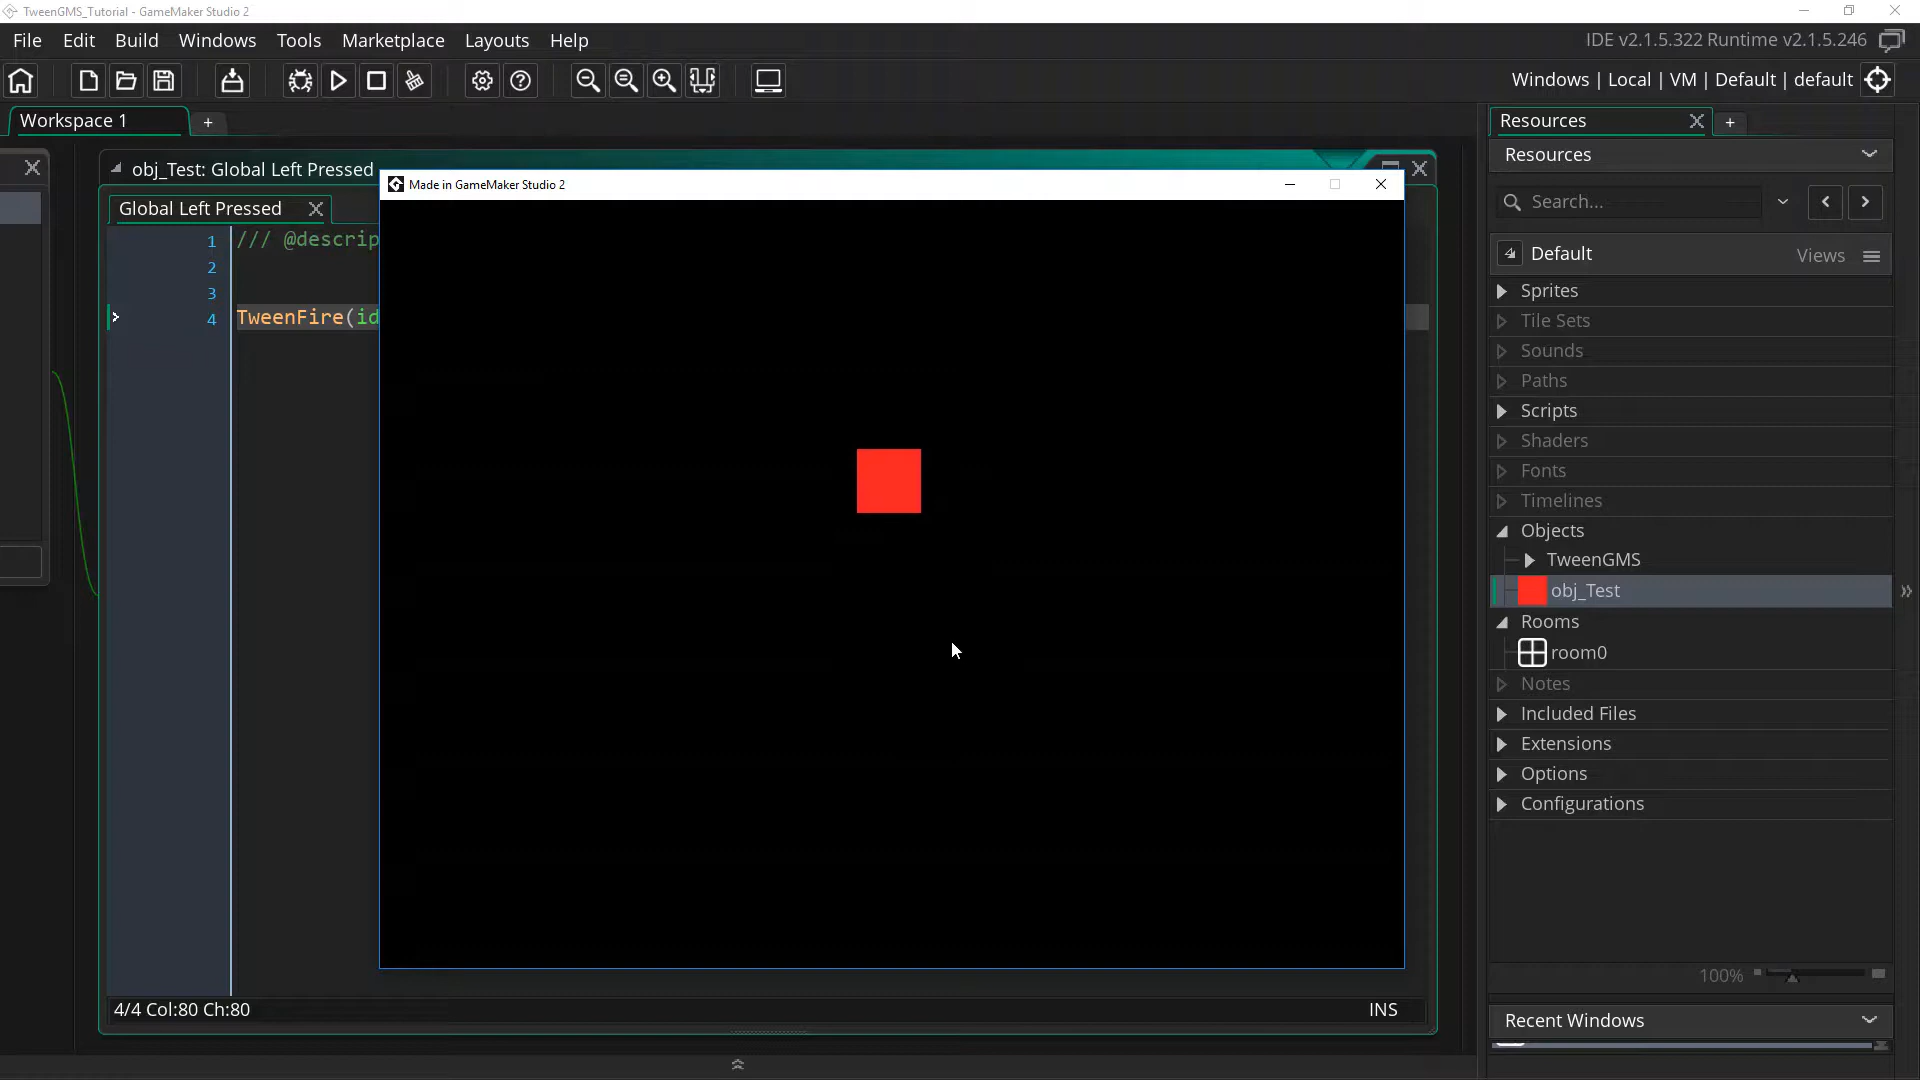 TweenGMS_Tutorial - GameMaker Studio 2
File Edit Build Windows Tools Marketplace Layouts Help
IDE v2.1.5.322 Runtime v2.1.5.246
Windows | Local | VM | Default | default
Workspace 1
+
Resources
+
obj_Test: Global Left Pressed
Made in GameMaker Studio 2
Global Left Pressed
1 /// @descrip
2
3
4 TweenFire(id
4/4 Col:80 Ch:80
INS
Resources
Search...
Default
Views
Sprites
Tile Sets
Sounds
Paths
Scripts
Shaders
Fonts
Timelines
Objects
TweenGMS
obj_Test
Rooms
room0
Notes
Included Files
Extensions
Options
Configurations
100%
Recent Windows